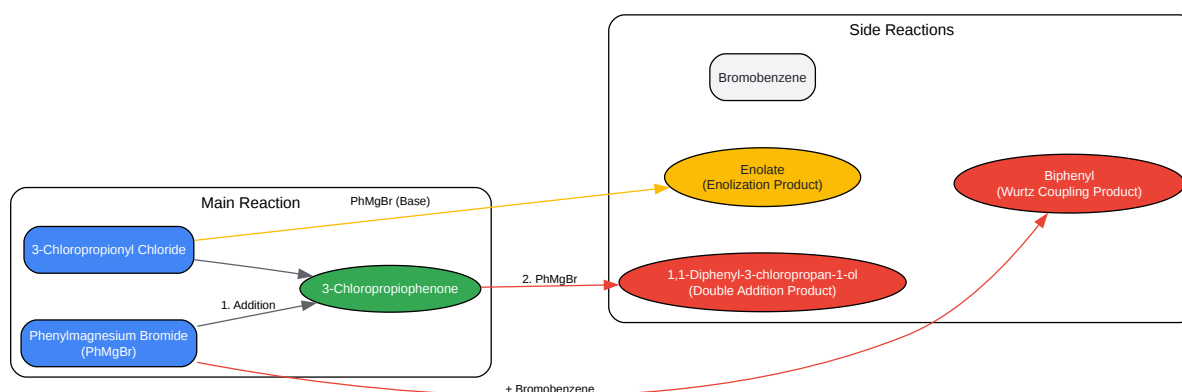 Side Reactions
Bromobenzene
Enolate
(Enolization Product)
Biphenyl
(Wurtz Coupling Product)
Main Reaction
PhMgBr (Base)
3-Chloropropionyl Chloride
3-Chloropropiophenone
2. PhMgBr
1,1-Diphenyl-3-chloropropan-1-ol
(Double Addition Product)
1. Addition
Phenylmagnesium Bromide
(PhMgBr)
+ Bromobenzene